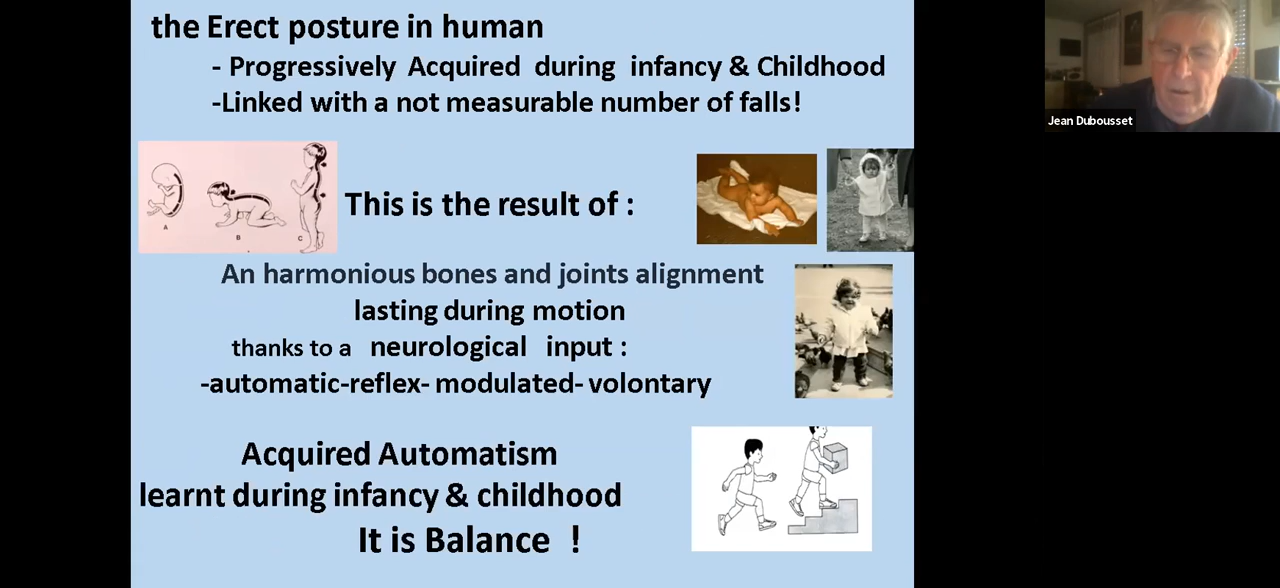 the Erect posture in human
- Progressively Acquired during infancy & Childhood
-Linked with a not measurable number of falls!
Jean Dubousset
A
B
C
This is the result of :
An harmonious bones and joints alignment
lasting during motion
thanks to a neurological input :
-automatic-reflex- modulated- volontary
Acquired Automatism
learnt during infancy & childhood
It is Balance !